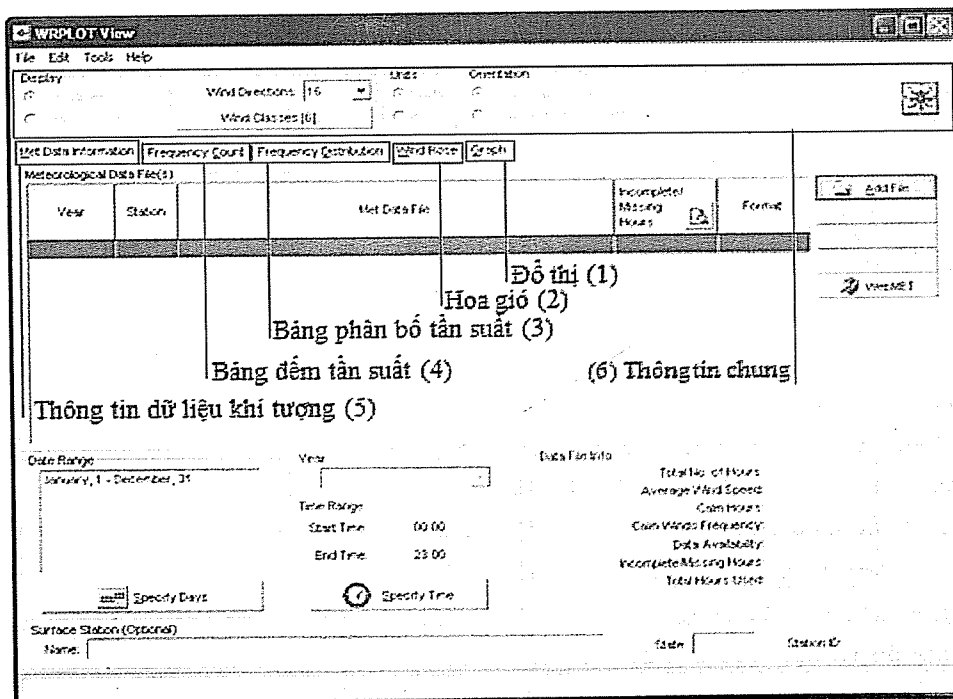 WRPLOT View
File Edit Tools Help
Display
Units
Orientation
Wind Directions: 16
Wind Classes [6]
Met Data Information
Frequency Count
Frequency Distribution
Wind Rose
Graph
Meteorological Data File(s)
Year
Station
Met Data File
Incomplete/
Missing
Hours
Format
Add File
WebMET
Đồ thị (1)
Hoa gió (2)
Bảng phân bố tần suất (3)
Bảng đếm tần suất (4)
(6) Thông tin chung
Thông tin dữ liệu khí tượng (5)
Date Range
January, 1 - December, 31
Year
Data File Info
Total No. of Hours:
Average Wind Speed:
Calm Hours:
Calm Winds Frequency:
Data Availability:
Incomplete/Missing Hours:
Total Hours Used:
Time Range
Start Time: 00:00
End Time: 23:00
Specify Days
Specify Time
Surface Station (Optional)
Name:
State:
Station ID: